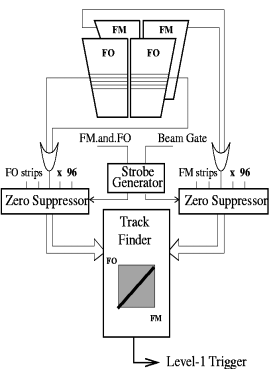 FM FM
FO FO
FM.and.FO Beam Gate
FO strips x 96 Strobe Generator FM strips x 96
Zero Suppressor Zero Suppressor
Track
Finder
FO
FM
Level-1 Trigger